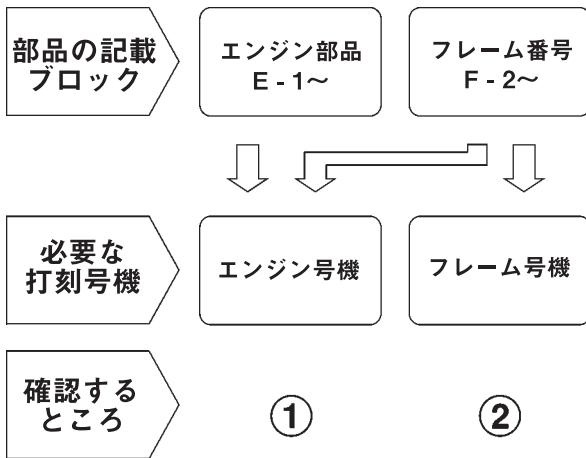 部品の記載
ブロック
エンジン部品
E - 1~
フレーム番号
F - 2~
必要な
打刻号機
エンジン号機
フレーム号機
確認する
ところ
①
②